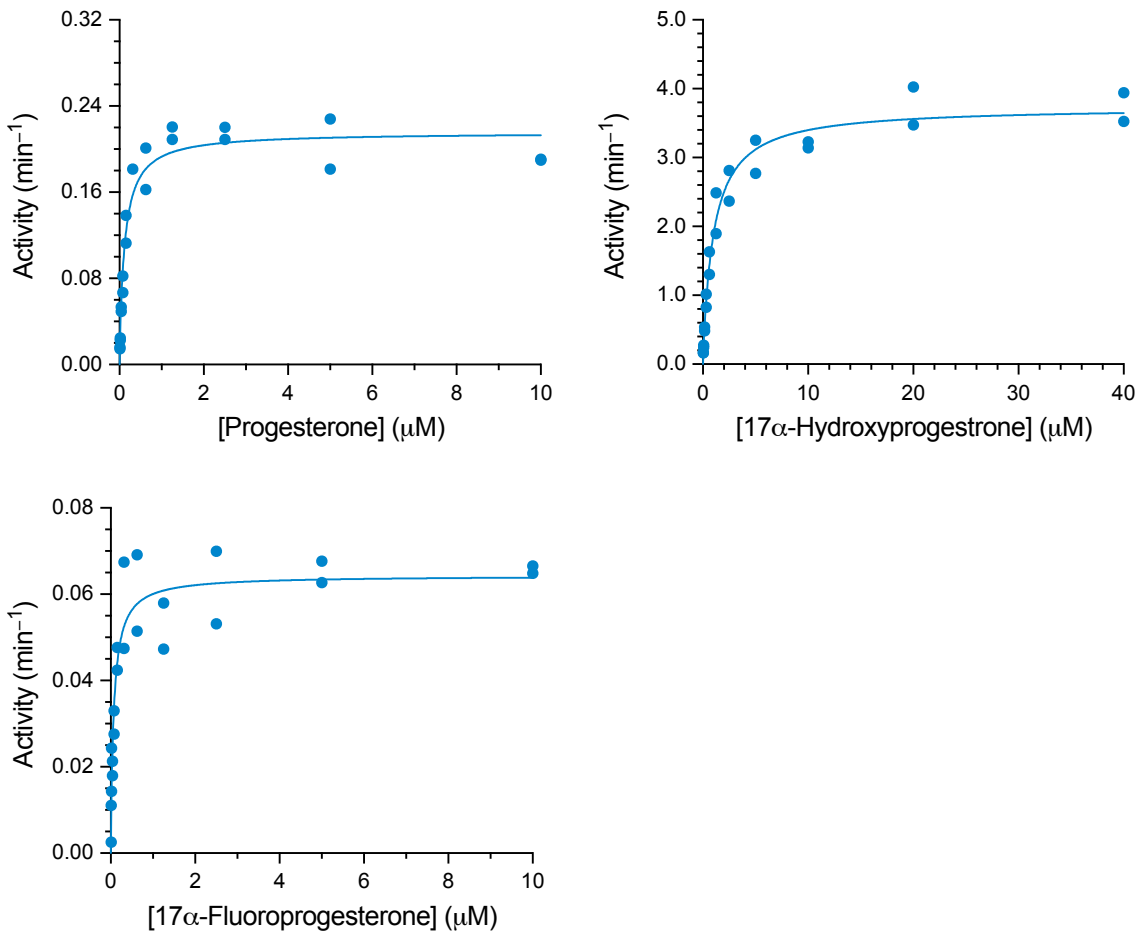 0.32
0.24
0.16
0.08
0.00
Activity (min⁻¹)
0 2 4 6 8 10
[Progesterone] (μM)
5.0
4.0
3.0
2.0
1.0
0.0
Activity (min⁻¹)
0 10 20 30 40
[17α-Hydroxyprogestrone] (μM)
0.08
0.06
0.04
0.02
0.00
Activity (min⁻¹)
0 2 4 6 8 10
[17α-Fluoroprogesterone] (μM)